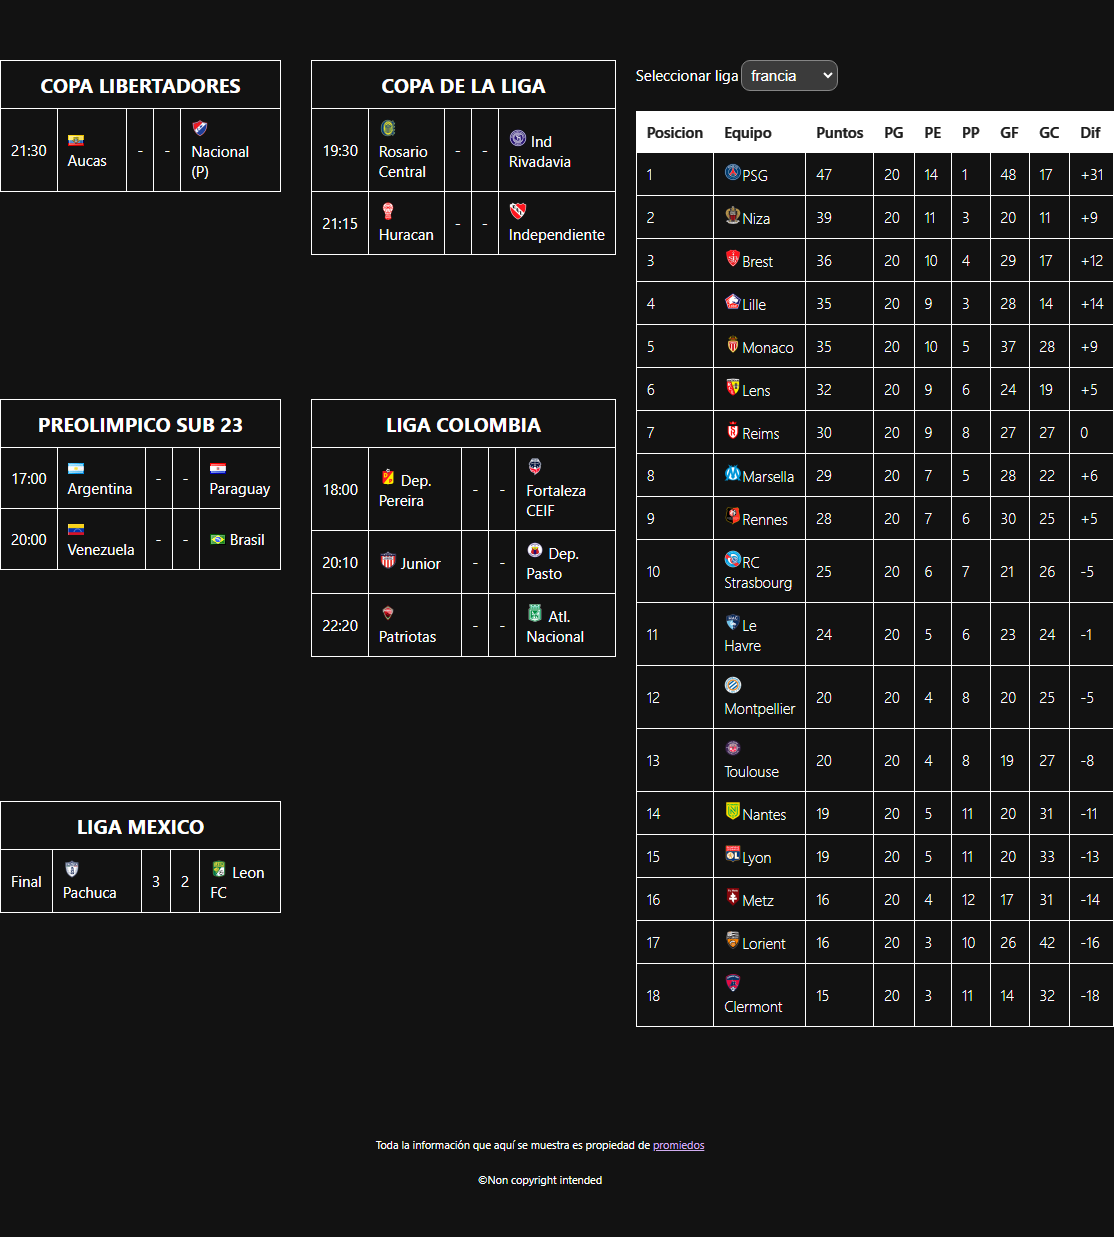 COPA LIBERTADORES
21:30 Aucas - - Nacional (P)
COPA DE LA LIGA
19:30 Rosario Central - - Ind Rivadavia
21:15 Huracan - - Independiente
PREOLIMPICO SUB 23
17:00 Argentina - - Paraguay
20:00 Venezuela - - Brasil
LIGA COLOMBIA
18:00 Dep. Pereira - - Fortaleza CEIF
20:10 Junior - - Dep. Pasto
22:20 Patriotas - - Atl. Nacional
LIGA MEXICO
Final Pachuca 3 2 Leon FC
Seleccionar liga francia
Posicion Equipo Puntos PG PE PP GF GC Dif
1 PSG 47 20 14 1 48 17 +31
2 Niza 39 20 11 3 20 11 +9
3 Brest 36 20 10 4 29 17 +12
4 Lille 35 20 9 3 28 14 +14
5 Monaco 35 20 10 5 37 28 +9
6 Lens 32 20 9 6 24 19 +5
7 Reims 30 20 9 8 27 27 0
8 Marsella 29 20 7 5 28 22 +6
9 Rennes 28 20 7 6 30 25 +5
10 RC Strasbourg 25 20 6 7 21 26 -5
11 Le Havre 24 20 5 6 23 24 -1
12 Montpellier 20 20 4 8 20 25 -5
13 Toulouse 20 20 4 8 19 27 -8
14 Nantes 19 20 5 11 20 31 -11
15 Lyon 19 20 5 11 20 33 -13
16 Metz 16 20 4 12 17 31 -14
17 Lorient 16 20 3 10 26 42 -16
18 Clermont 15 20 3 11 14 32 -18
Toda la información que aquí se muestra es propiedad de promiedos
©Non copyright intended